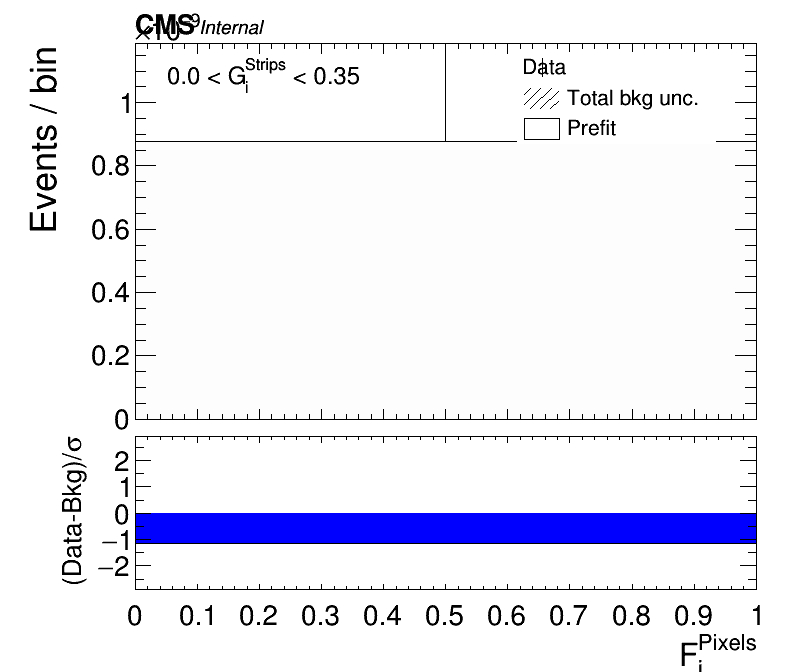 CMS Internal
×10⁻⁹
0.0 < G_i^Strips < 0.35
Data
Total bkg unc.
Prefit
Events / bin
1
0.8
0.6
0.4
0.2
0
(Data-Bkg)/σ
2
1
0
−1
−2
0 0.1 0.2 0.3 0.4 0.5 0.6 0.7 0.8 0.9 1
F_i^Pixels